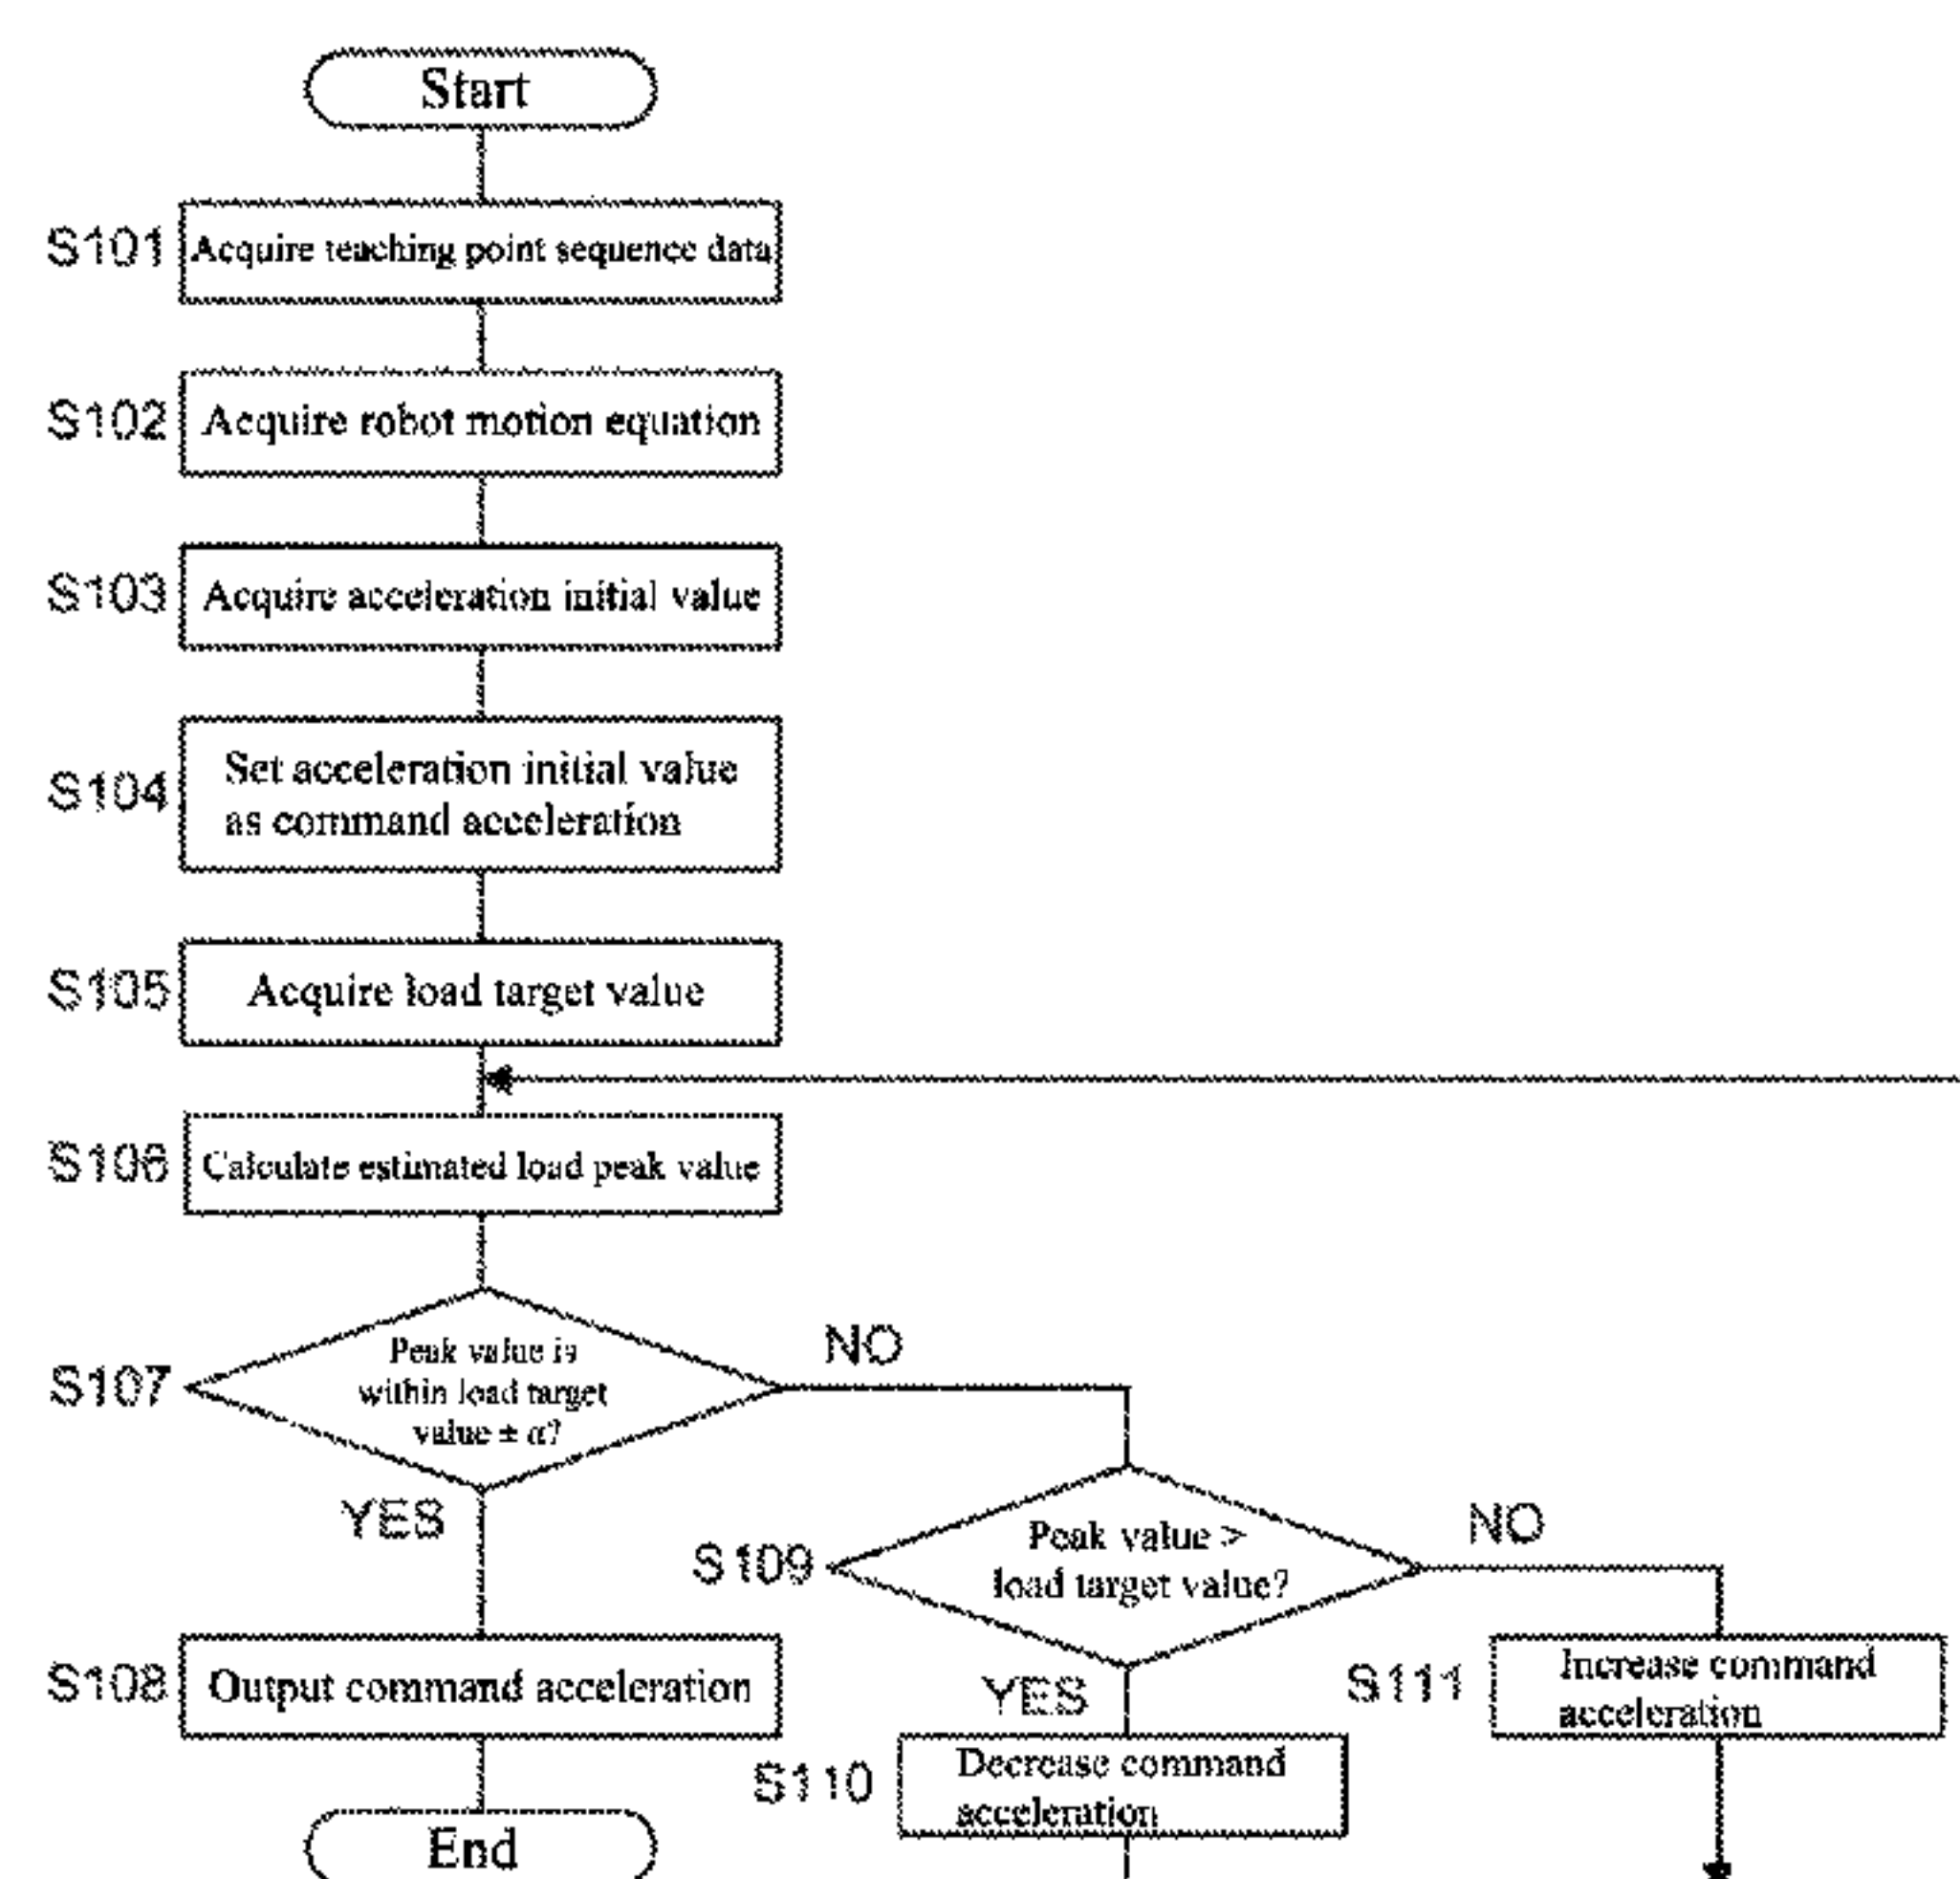 Start
S101 Acquire teaching point sequence data
S102 Acquire robot motion equation
S103 Acquire acceleration initial value
S104 Set acceleration initial value
as command acceleration
S105 Acquire load target value
S106 Calculate estimated load peak value
S107 Peak value is
within load target
value ± α?
NO
YES
S109 Peak value >
load target value?
NO
YES
S108 Output command acceleration
S111 Increase command
acceleration
S110 Decrease command
acceleration
End